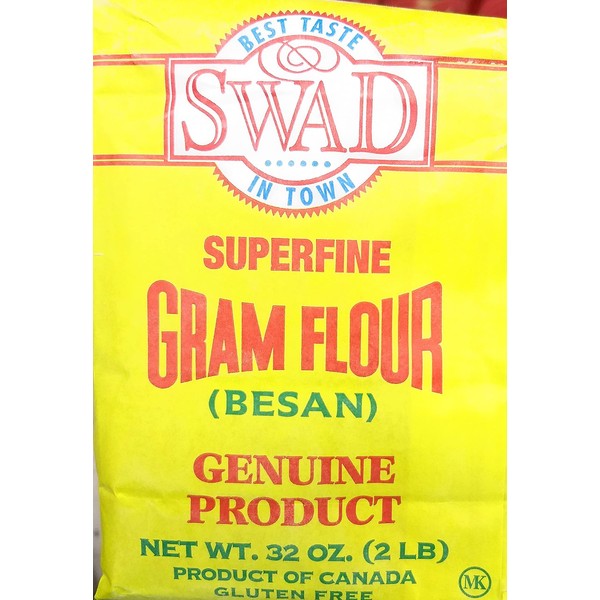 BEST TASTE
SWAD
IN TOWN
SUPERFINE
GRAM FLOUR
(BESAN)
GENUINE
PRODUCT
NET WT. 32 OZ. (2 LB)
PRODUCT OF CANADA
MK
GLUTEN FREE